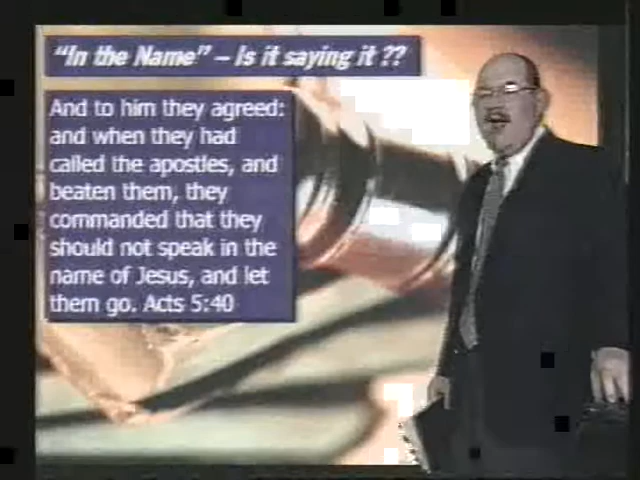 "In the Name" – Is it saying it ??
And to him they agreed:
and when they had
called the apostles, and
beaten them, they
commanded that they
should not speak in the
name of Jesus, and let
them go. Acts 5:40